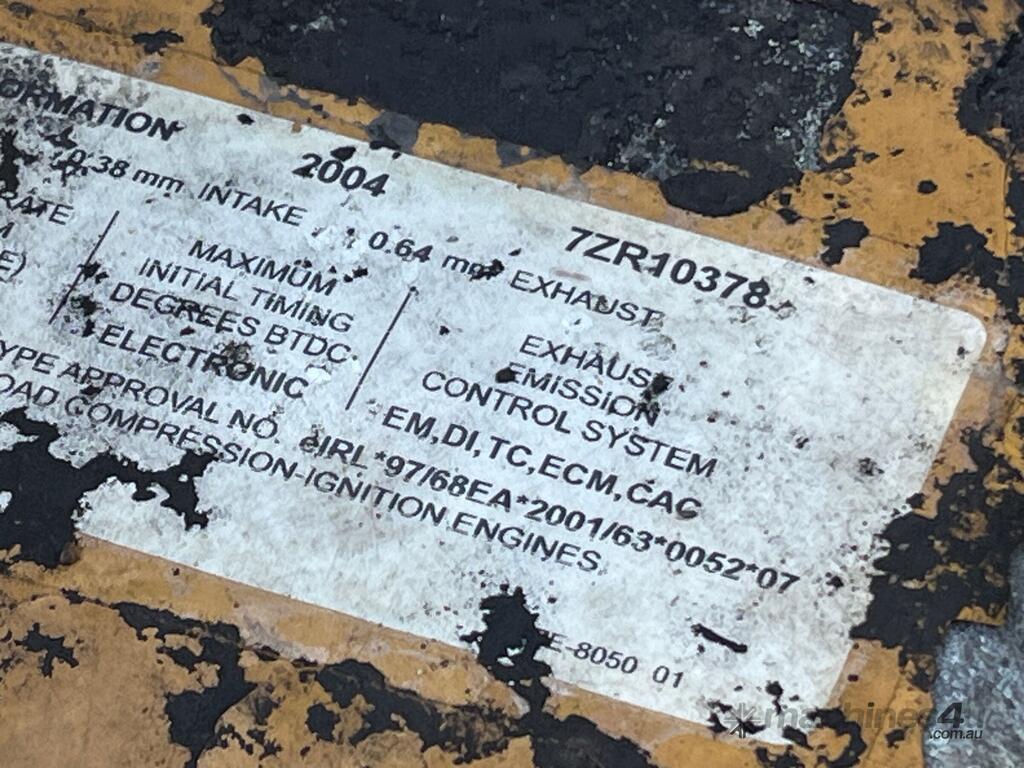 ORMATION 2004 7ZR10378
0.38 mm INTAKE 0.64 mm EXHAUST
RATE
MAXIMUM
INITIAL TIMING
DEGREES BTDC
ELECTRONIC
EXHAUST
EMISSION
CONTROL SYSTEM
EM,DI,TC,ECM,CAC
YPE APPROVAL NO. eIRL*97/68EA*2001/63*0052*07
OAD COMPRESSION-IGNITION ENGINES
E-8050 01
machines4u
.com.au